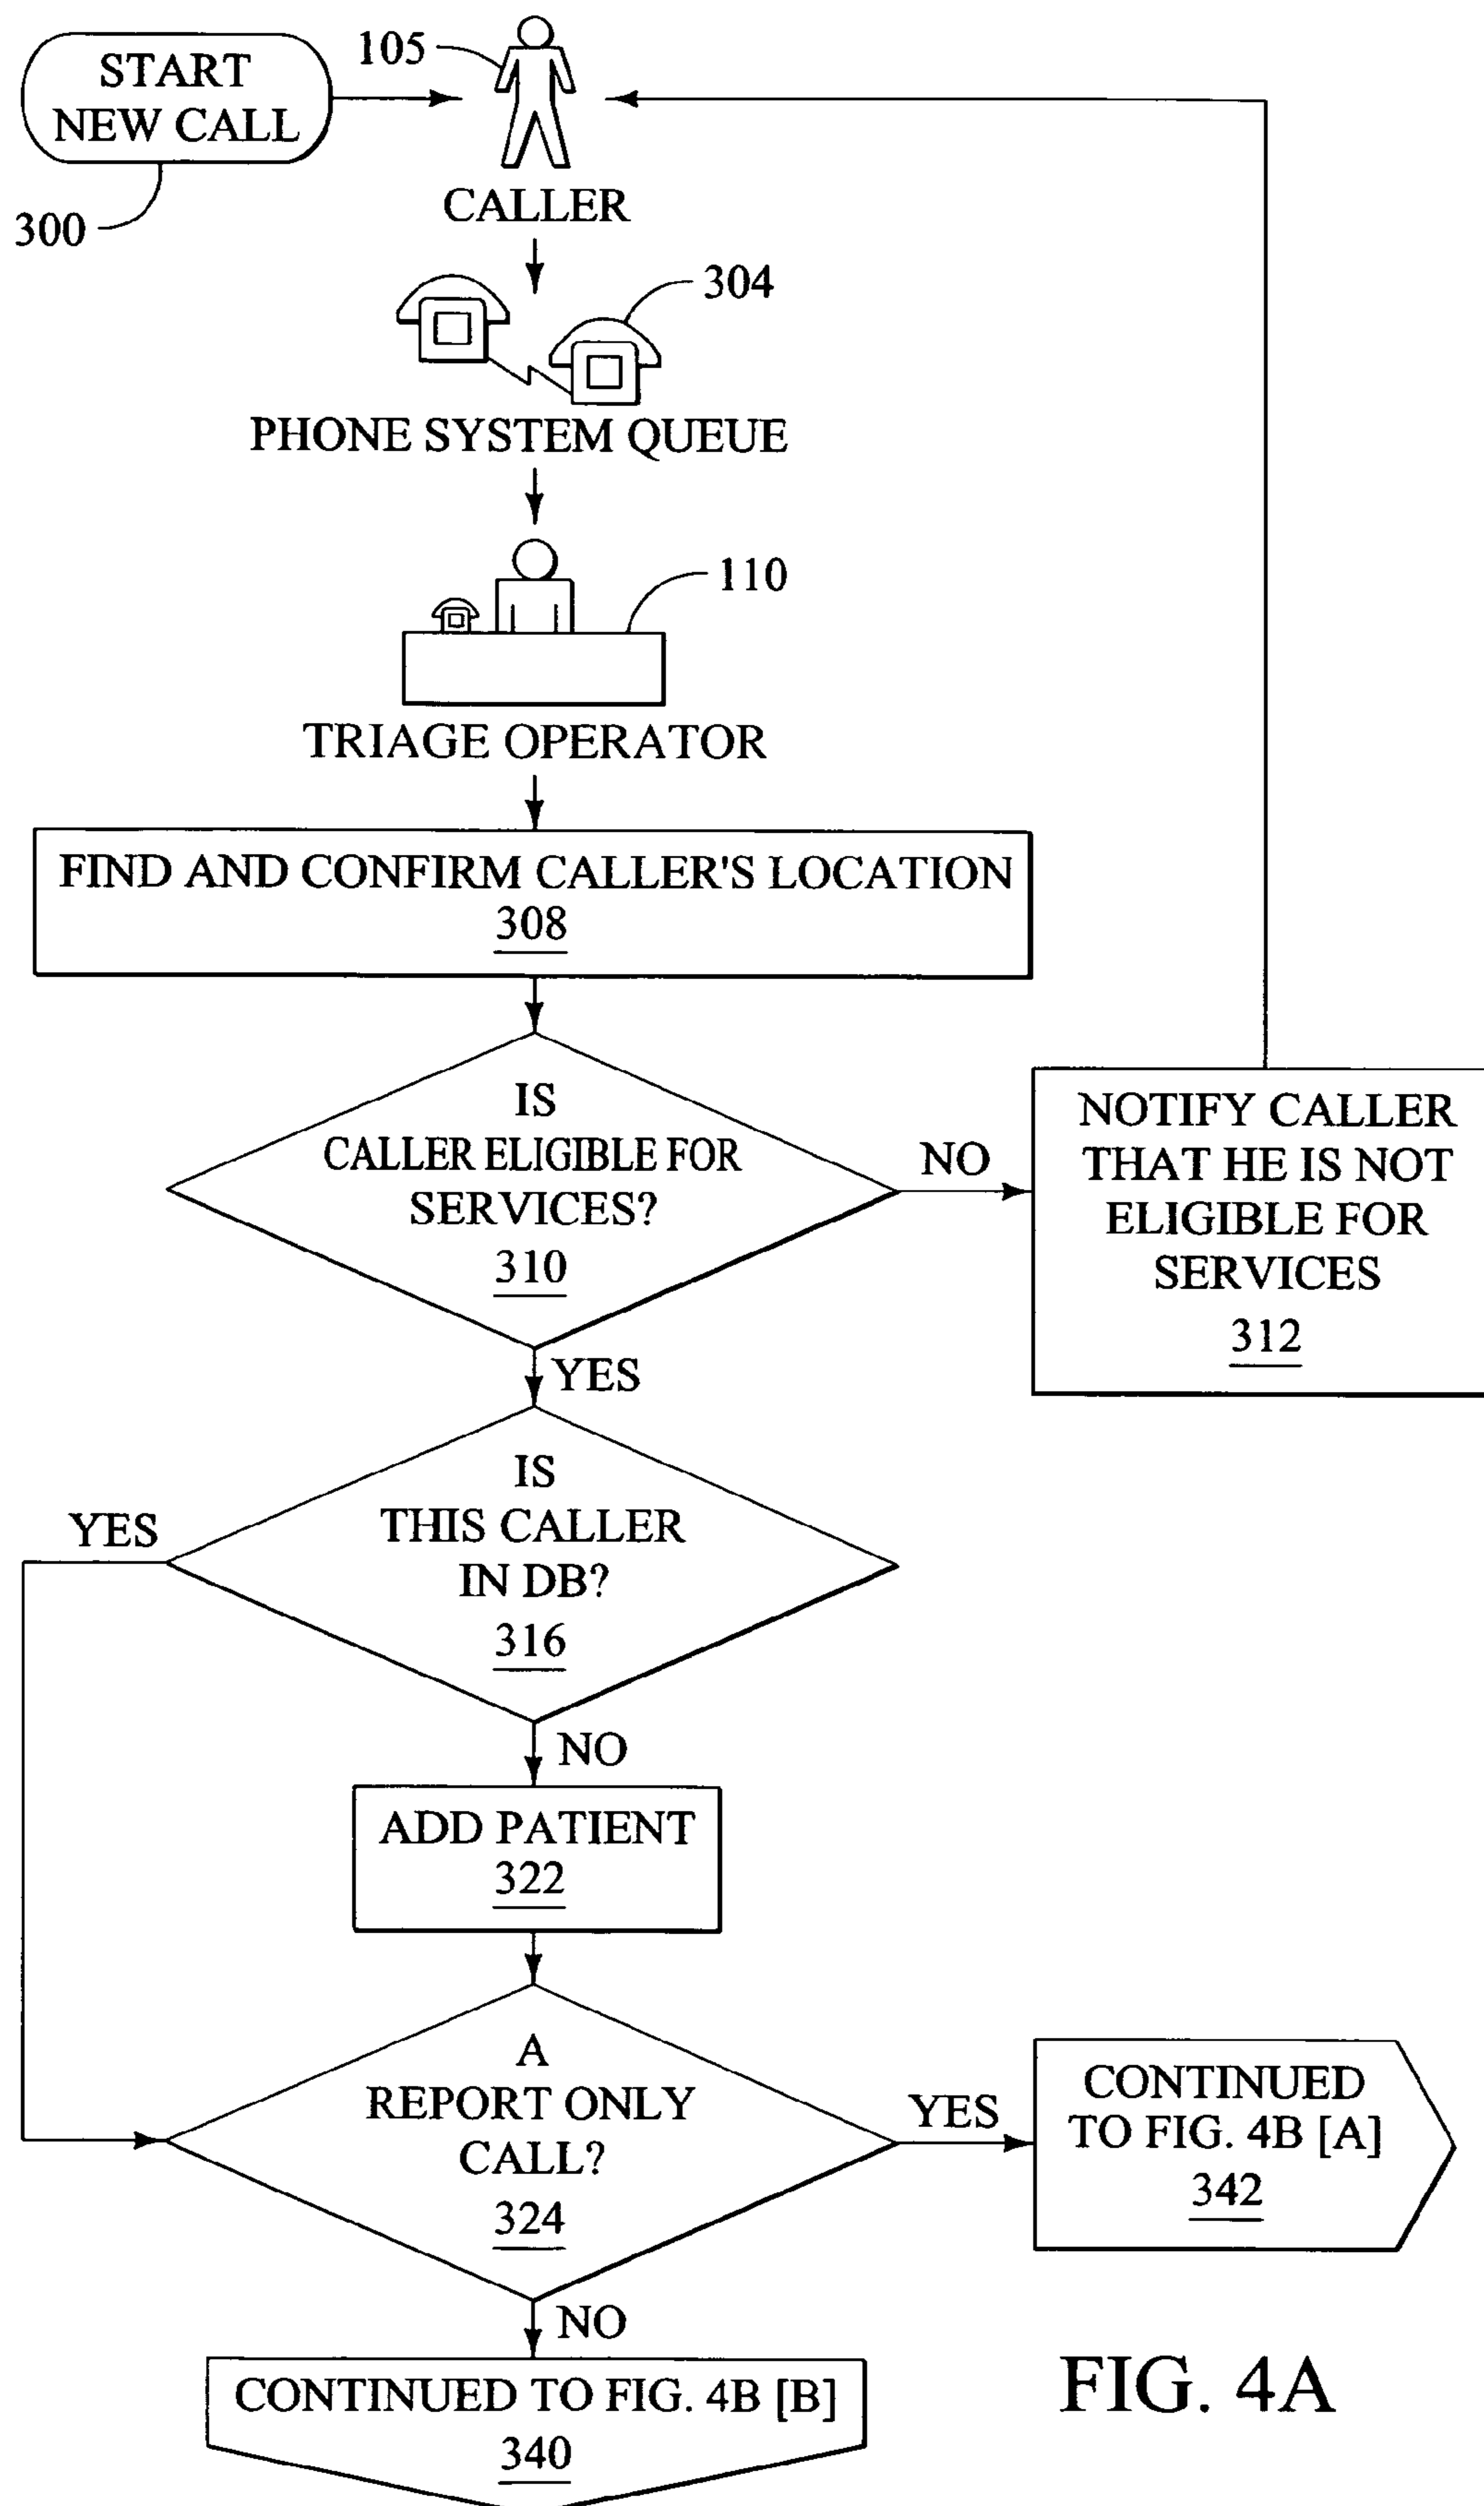 START
NEW CALL
300
105
CALLER
304
PHONE SYSTEM QUEUE
110
TRIAGE OPERATOR
FIND AND CONFIRM CALLER'S LOCATION
308
IS
CALLER ELIGIBLE FOR
SERVICES?
310
NO
NOTIFY CALLER
THAT HE IS NOT
ELIGIBLE FOR
SERVICES
312
YES
IS
THIS CALLER
IN DB?
316
YES
NO
ADD PATIENT
322
A
REPORT ONLY
CALL?
324
YES
CONTINUED
TO FIG. 4B [A]
342
NO
CONTINUED TO FIG. 4B [B]
340
FIG. 4A